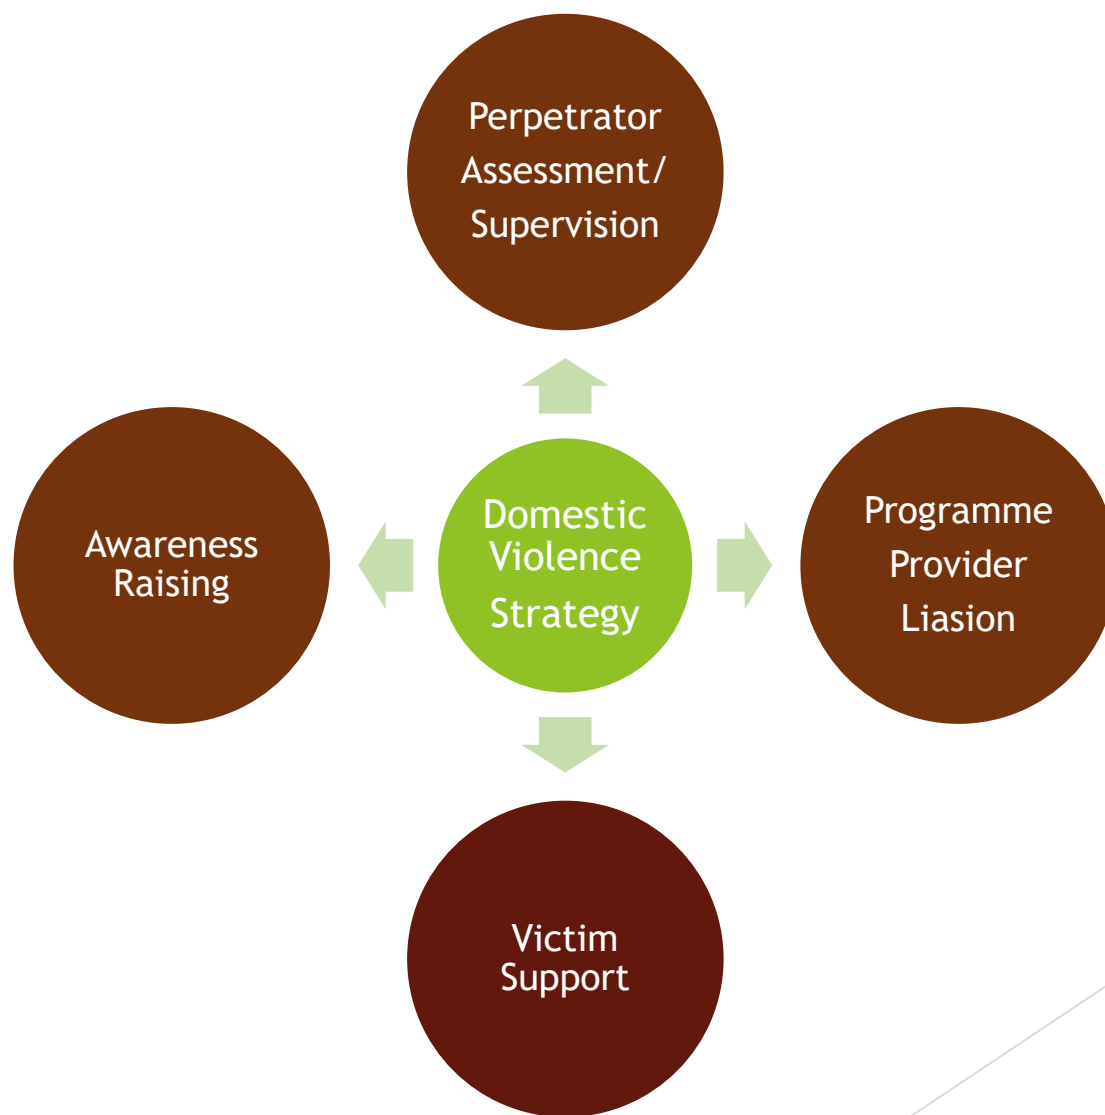 Perpetrator
Assessment/
Supervision
Awareness
Raising
Domestic
Violence
Strategy
Programme
Provider
Liasion
Victim
Support